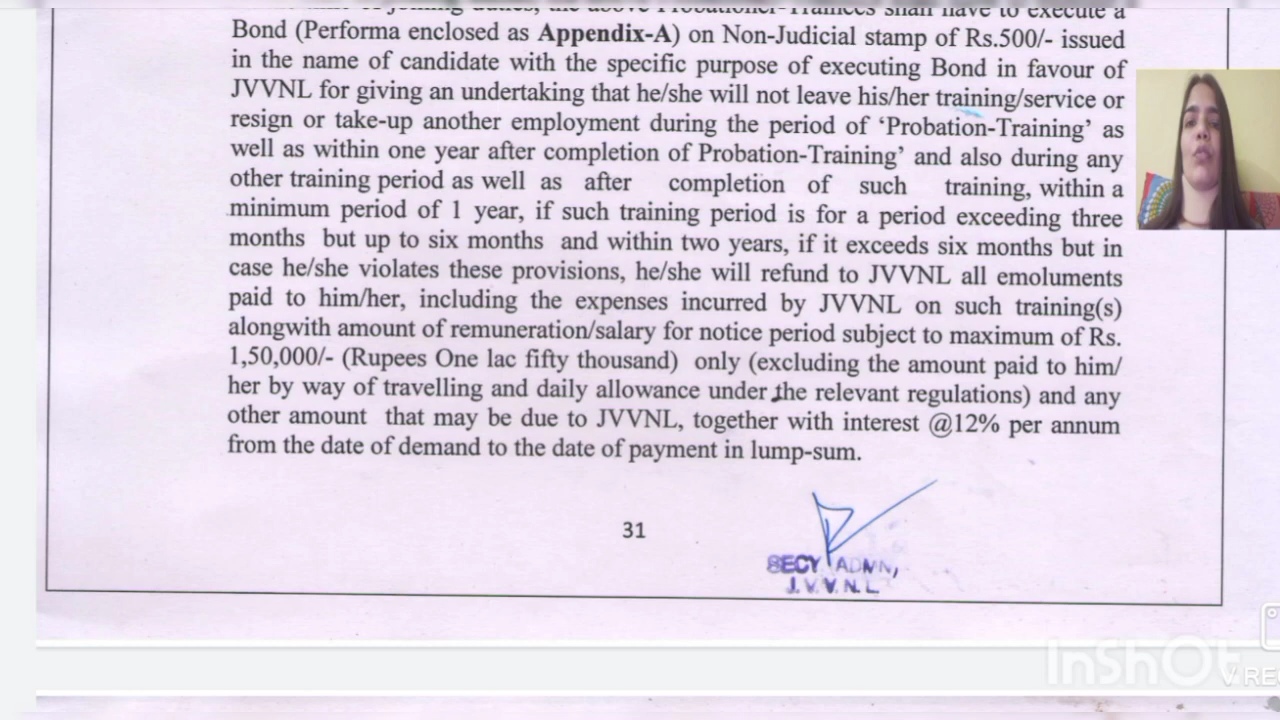 joining duties, the above Probationer-Trainees shall have to execute a
Bond (Performa enclosed as Appendix-A) on Non-Judicial stamp of Rs.500/- issued
in the name of candidate with the specific purpose of executing Bond in favour of
JVVNL for giving an undertaking that he/she will not leave his/her training/service or
resign or take-up another employment during the period of ‘Probation-Training’ as
well as within one year after completion of Probation-Training’ and also during any
other training period as well as after completion of such training, within a
minimum period of 1 year, if such training period is for a period exceeding three
months but up to six months and within two years, if it exceeds six months but in
case he/she violates these provisions, he/she will refund to JVVNL all emoluments
paid to him/her, including the expenses incurred by JVVNL on such training(s)
alongwith amount of remuneration/salary for notice period subject to maximum of Rs.
1,50,000/- (Rupees One lac fifty thousand) only (excluding the amount paid to him/
her by way of travelling and daily allowance under the relevant regulations) and any
other amount that may be due to JVVNL, together with interest @12% per annum
from the date of demand to the date of payment in lump-sum.
31
SECY ADMN,
J.V.V.N.L
InShOt
V RE